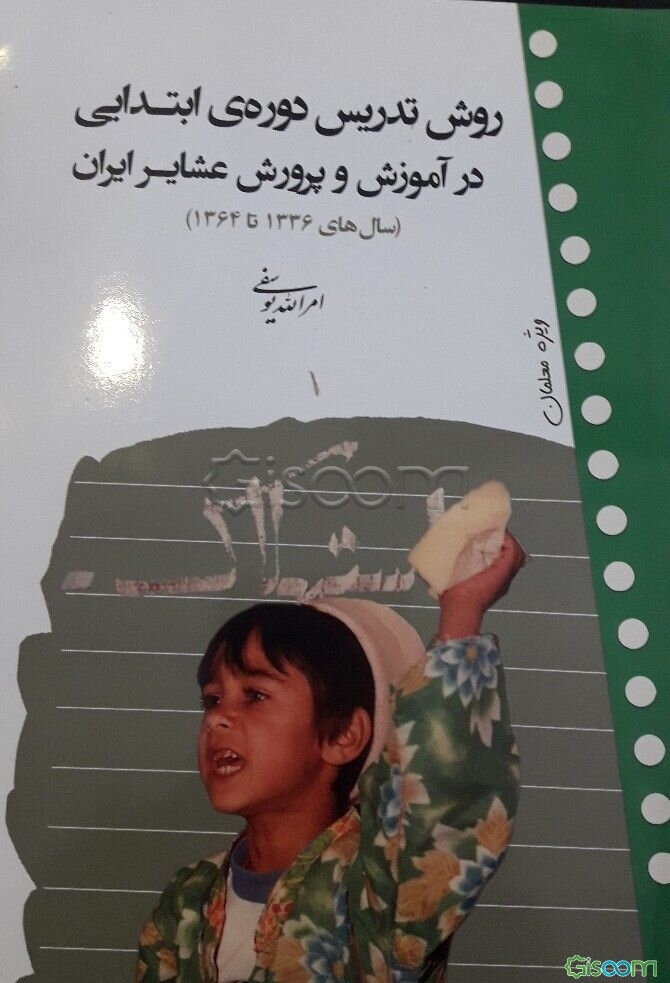 روش تدریس دوره‌ی ابتدایی
در آموزش و پرورش عشایر ایران
(سال‌های ۱۳۳۶ تا ۱۳۶۴)
امرالله یوسفی
۱
ویژه معلمان
Gisoom
Gisoom